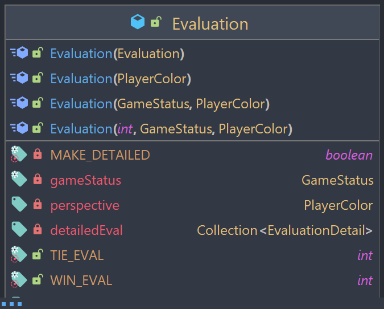 Evaluation
Evaluation(Evaluation)
Evaluation(PlayerColor)
Evaluation(GameStatus, PlayerColor)
Evaluation(int, GameStatus, PlayerColor)
MAKE_DETAILED boolean
gameStatus GameStatus
perspective PlayerColor
detailedEval Collection<EvaluationDetail>
TIE_EVAL int
WIN_EVAL int